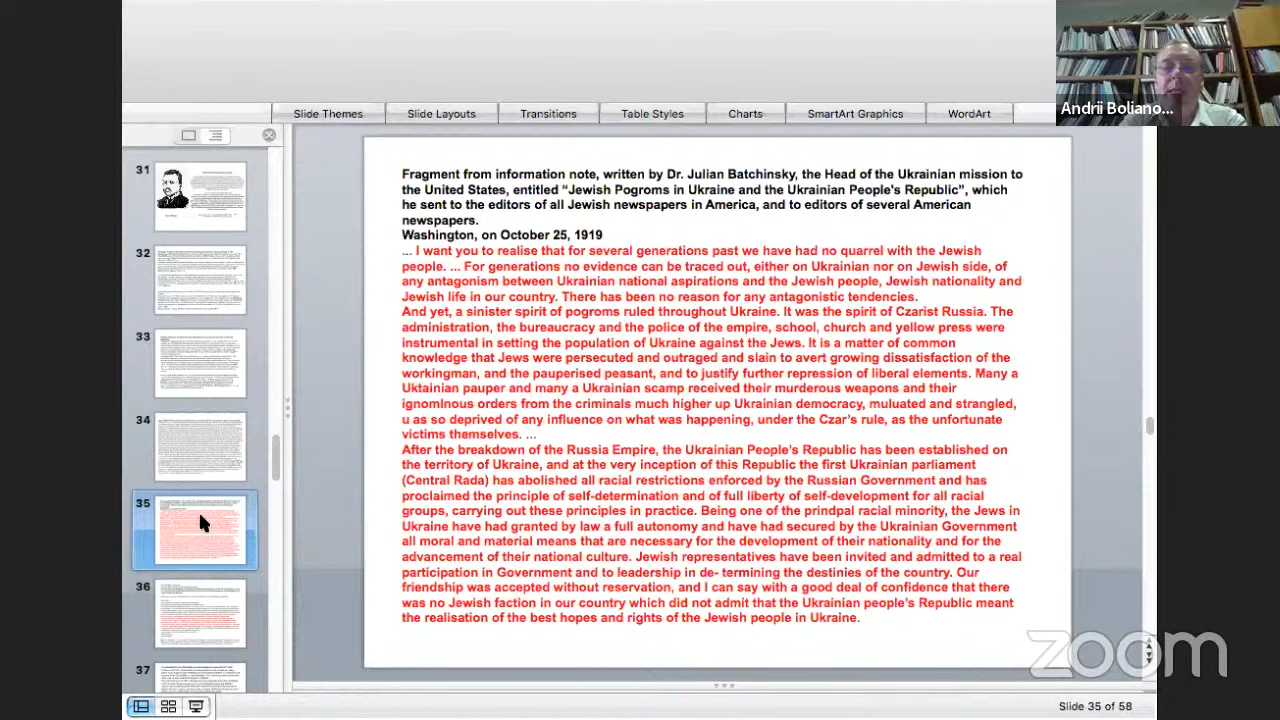 Andrii Boliano...
Slide Themes
Slide Layouts
Transitions
Table Styles
Charts
SmartArt Graphics
WordArt
31
32
33
34
35
36
37
Fragment from information note, written by Dr. Julian Batchinsky, the Head of the Ukrainian mission to
the United States, entitled “Jewish Pogroms in Ukraine and the Ukrainian People's Republic”, which
he sent to the editors of all Jewish newspapers in America, and to editors of several American
newspapers.
Washington, on October 25, 1919
... I want you to realise that for several generations past we have had no quarrel with the Jewish
people. ... For generations no evidence can be traced out, either on Ukrainian nor on Jewish side, of
any antagonism between Ukrainian national aspirations and the Jewish people, Jewish nationality and
Jewish life in our country. There has been no reason for any antagonistic tendencies.
And yet, a sinister spirit of pogroms ruled throughout Ukraine. It was the spirit of Czarist Russia. The
administration, the bureaucracy and the police of the empire, school, church and yellow press were
instrumental in setting the population of Ukraine against the Jews. It is a matter of common
knowledge that Jews were persecuted and outraged and slain to avert growing dissatisfaction of the
workingman, and the pauperised peasant, and to justify further repression of liberal elements. Many a
Uktainian pauper and many a Ukrainian scamp received their murderous weapons and their
ignomInous orders from the criminals much higher up Ukrainian democracy, muluated and strangled,
u as so deprived of any influence on what was happening, under the Czar's rule, as the unfortunate
victims themselves. ...
After the breakdown of the Russia Empire, the Ukrainian People's Republic has been established on
the territory of Ukraine, and at the very inception of this Republic the first Ukrainian parliament
(Central Rada) has abolished all racial restrictions enforced by the Russian Government and has
proclaimed the principle of self-determination and of full liberty of self-development for all racial
groups, carrying out these principles in practice. Being one of the prindpal racial minority, the Jews in
Ukraine have had granted by law a full autonomy and have had secured by the Ukrainian Government
all moral and material means that are necessary for the development of their nationality and for the
advancement of their national culture. Jewish representatives have been invited and admitted to a real
participation in Government and to leadership in de- termining the destinies of the country. Our
friendship was accepted without reservation, and I can say with a good deal of confidence that there
was no Jewish faction in our country which did not admit that the Ukrainian people's Republic meant
the realisation of the best hopes and rights of the Jewish people in Ukraine.
zoom
Slide 35 of 58